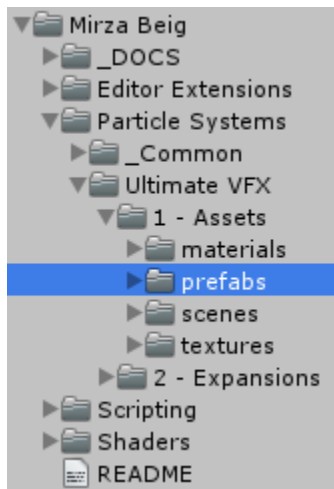 Mirza Beig
_DOCS
Editor Extensions
Particle Systems
_Common
Ultimate VFX
1 - Assets
materials
prefabs
scenes
textures
2 - Expansions
Scripting
Shaders
README